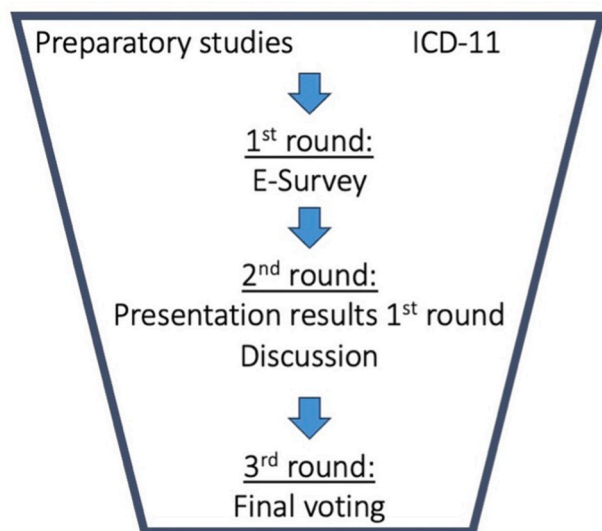 Preparatory studies ICD-11
1st round:
E-Survey
2nd round:
Presentation results 1st round
Discussion
3rd round:
Final voting